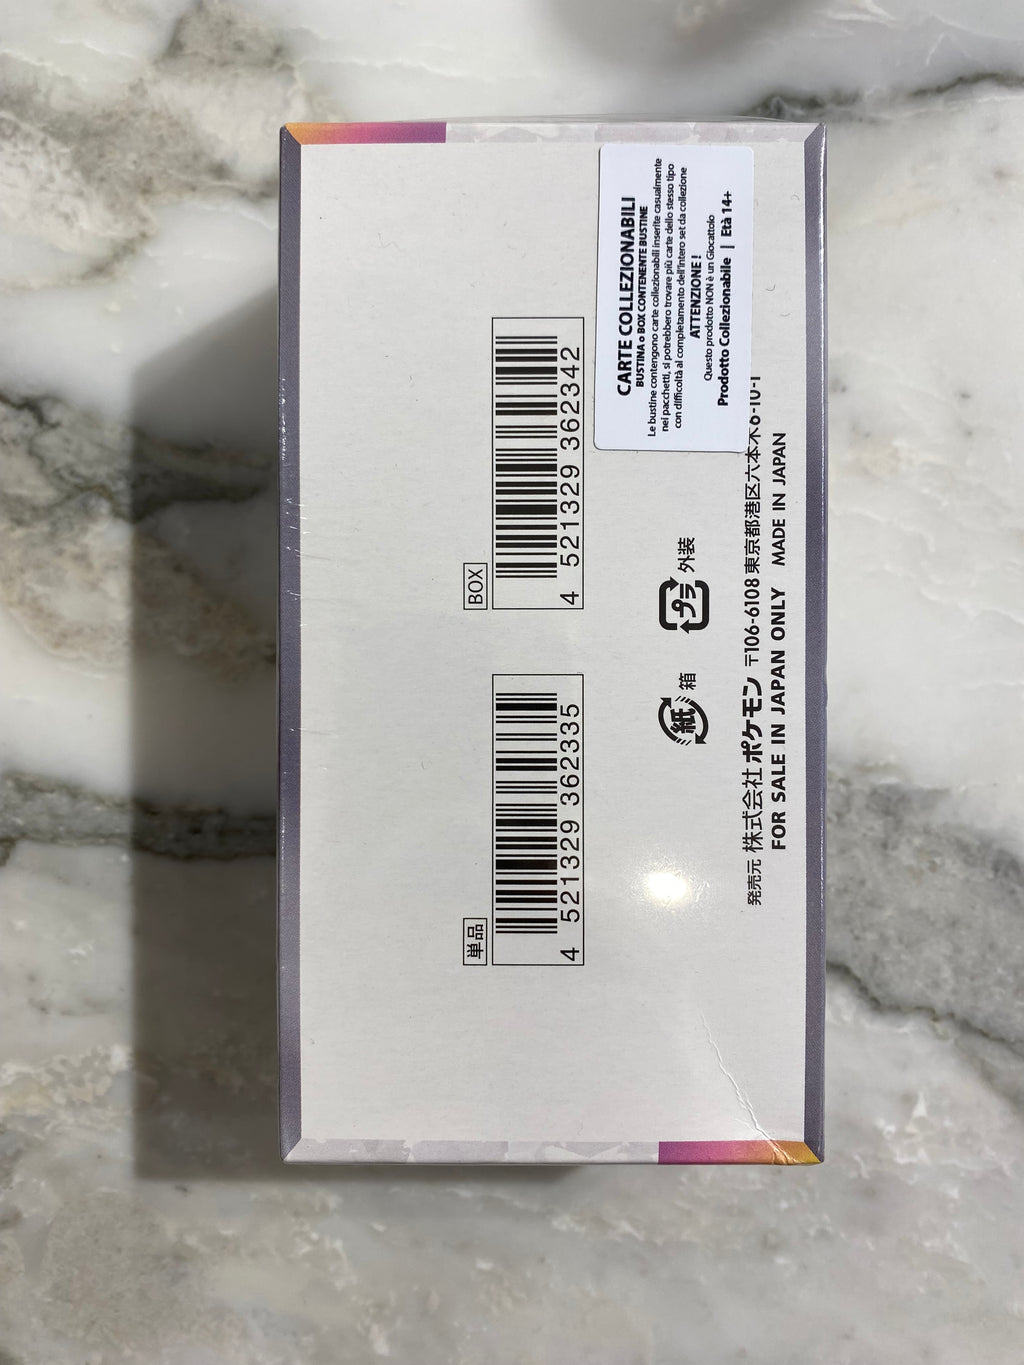 CARTE COLLEZIONABILI
BUSTINA o BOX CONTENENTE BUSTINE
Le bustine contengono carte collezionabili inserite casualmente
nei pacchetti, si potrebbero trovare più carte dello stesso tipo
con difficoltà al completamento dell'intero set da collezione
ATTENZIONE !
Questo prodotto NON è un Giocattolo
Prodotto Collezionabile | Età 14+
単品
4 521329 362335
BOX
4 521329 362342
紙 箱
プラ 外装
発売元 株式会社 ポケモン 〒106-6108 東京都港区六本木6-10-1
FOR SALE IN JAPAN ONLY MADE IN JAPAN